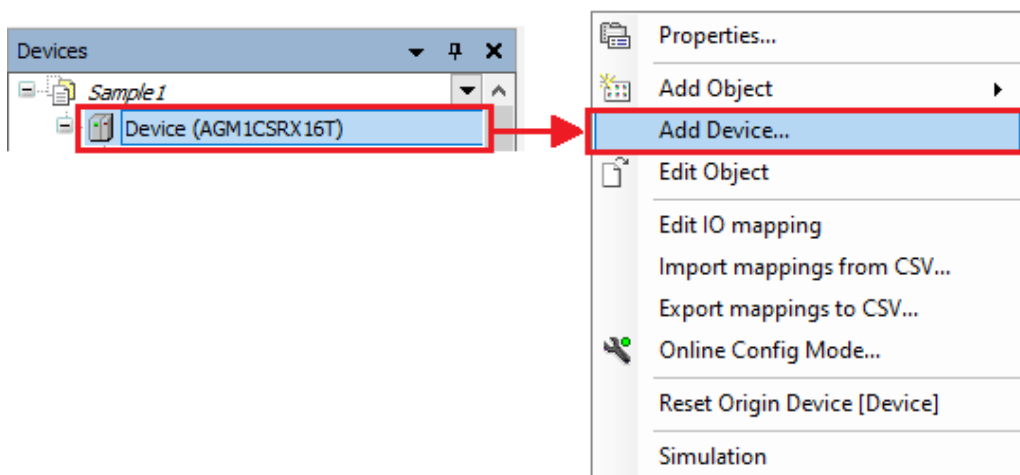 Devices
Sample1
Device (AGM1CSRX16T)
Properties...
Add Object
Add Device...
Edit Object
Edit IO mapping
Import mappings from CSV...
Export mappings to CSV...
Online Config Mode...
Reset Origin Device [Device]
Simulation